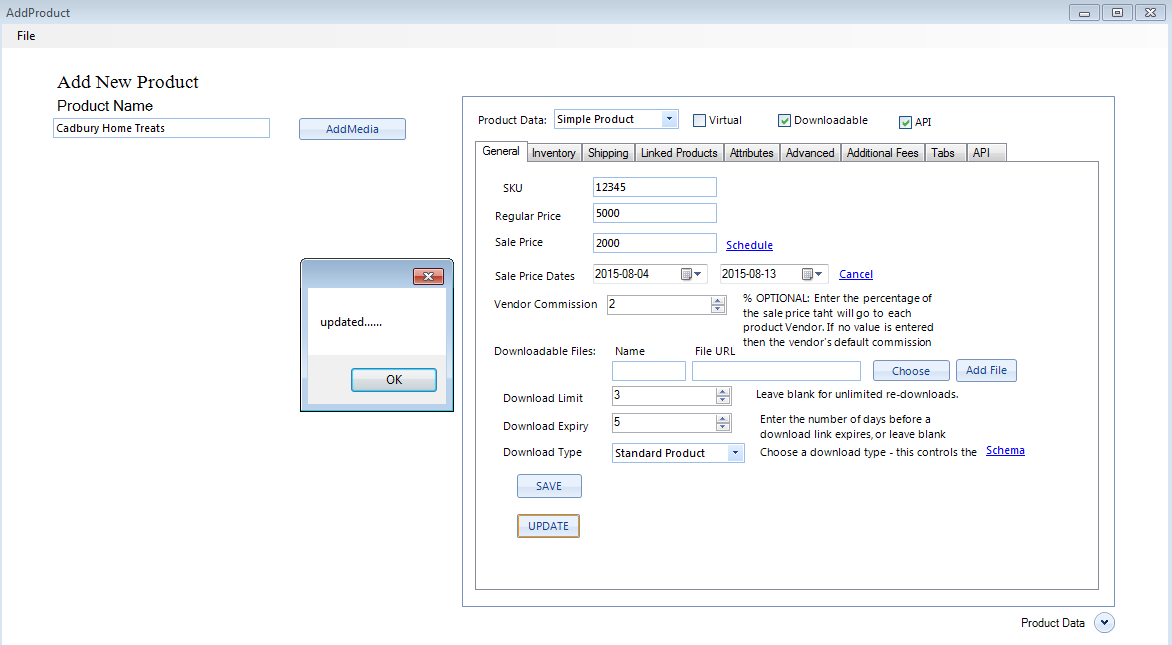 AddProduct
File
Add New Product
Product Name
Cadbury Home Treats
AddMedia
updated......
OK
Product Data: Simple Product Virtual Downloadable API
General Inventory Shipping Linked Products Attributes Advanced Additional Fees Tabs API
SKU 12345
Regular Price 5000
Sale Price 2000 Schedule
Sale Price Dates 2015-08-04 2015-08-13 Cancel
Vendor Commission 2
% OPTIONAL: Enter the percentage of
the sale price taht will go to each
product Vendor. If no value is entered
then the vendor's default commission
Downloadable Files: Name File URL
Choose Add File
Download Limit 3 Leave blank for unlimited re-downloads.
Download Expiry 5
Enter the number of days before a
download link expires, or leave blank
Download Type Standard Product Choose a download type - this controls the Schema
SAVE
UPDATE
Product Data